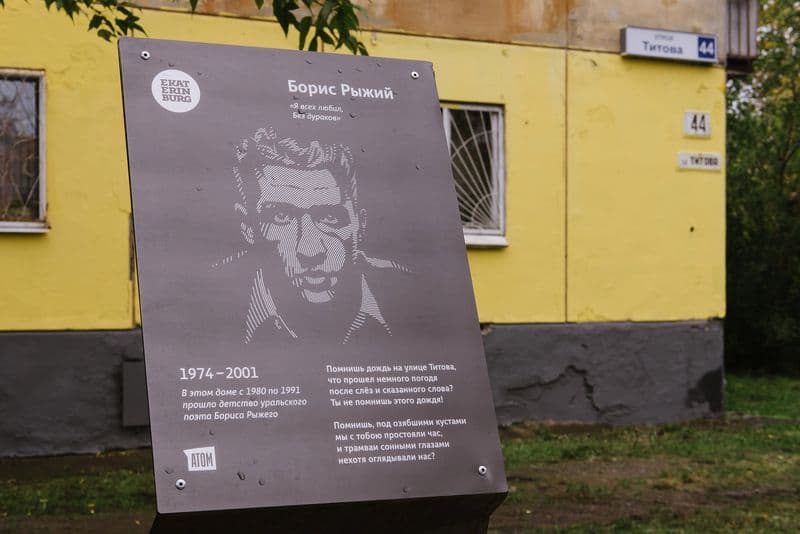 EKAT
ERIN
BURG
Борис Рыжий
«Я всех любил.
Без дураков»
1974–2001
В этом доме с 1980 по 1991
прошло детство уральского
поэта Бориса Рыжего
АТОМ
Помнишь дождь на улице Титова,
что прошел немного погодя
после слёз и сказанного слова?
Ты не помнишь этого дождя!
Помнишь, под озябшими кустами
мы с тобою простояли час,
и трамваи сонными глазами
нехотя оглядывали нас?
улица
Титова 44
44
ул ТИТОВА